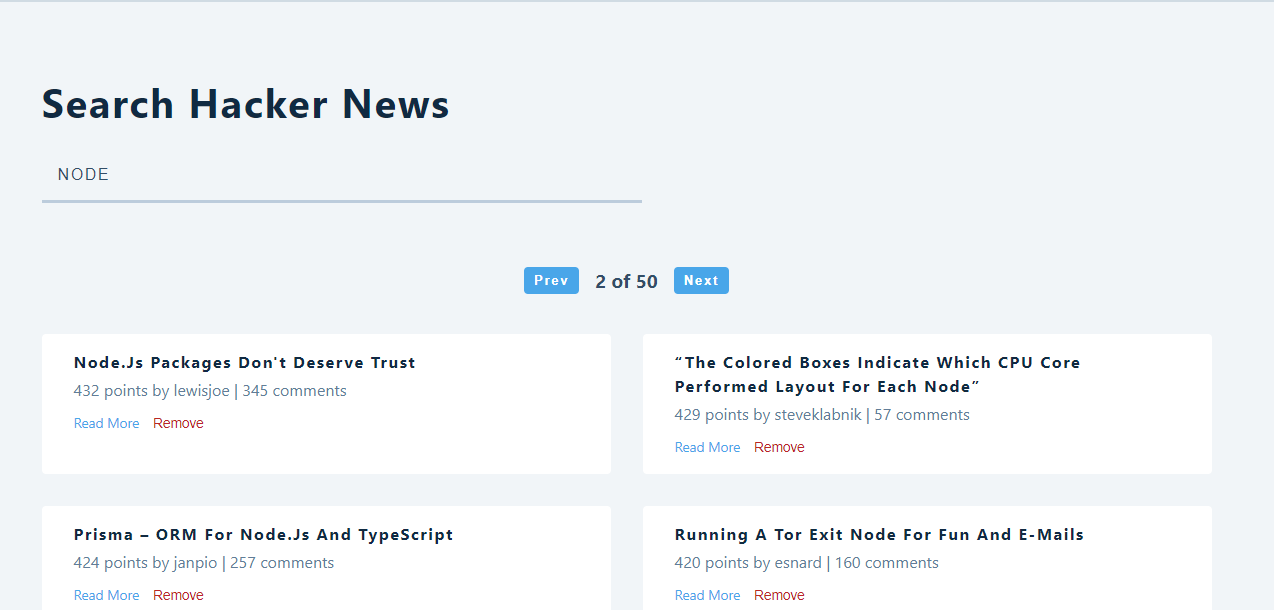 Search Hacker News
NODE
Prev 2 of 50 Next
Node.Js Packages Don't Deserve Trust
432 points by lewisjoe | 345 comments
Read More Remove
“The Colored Boxes Indicate Which CPU Core
Performed Layout For Each Node”
429 points by steveklabnik | 57 comments
Read More Remove
Prisma – ORM For Node.Js And TypeScript
424 points by janpio | 257 comments
Read More Remove
Running A Tor Exit Node For Fun And E-Mails
420 points by esnard | 160 comments
Read More Remove